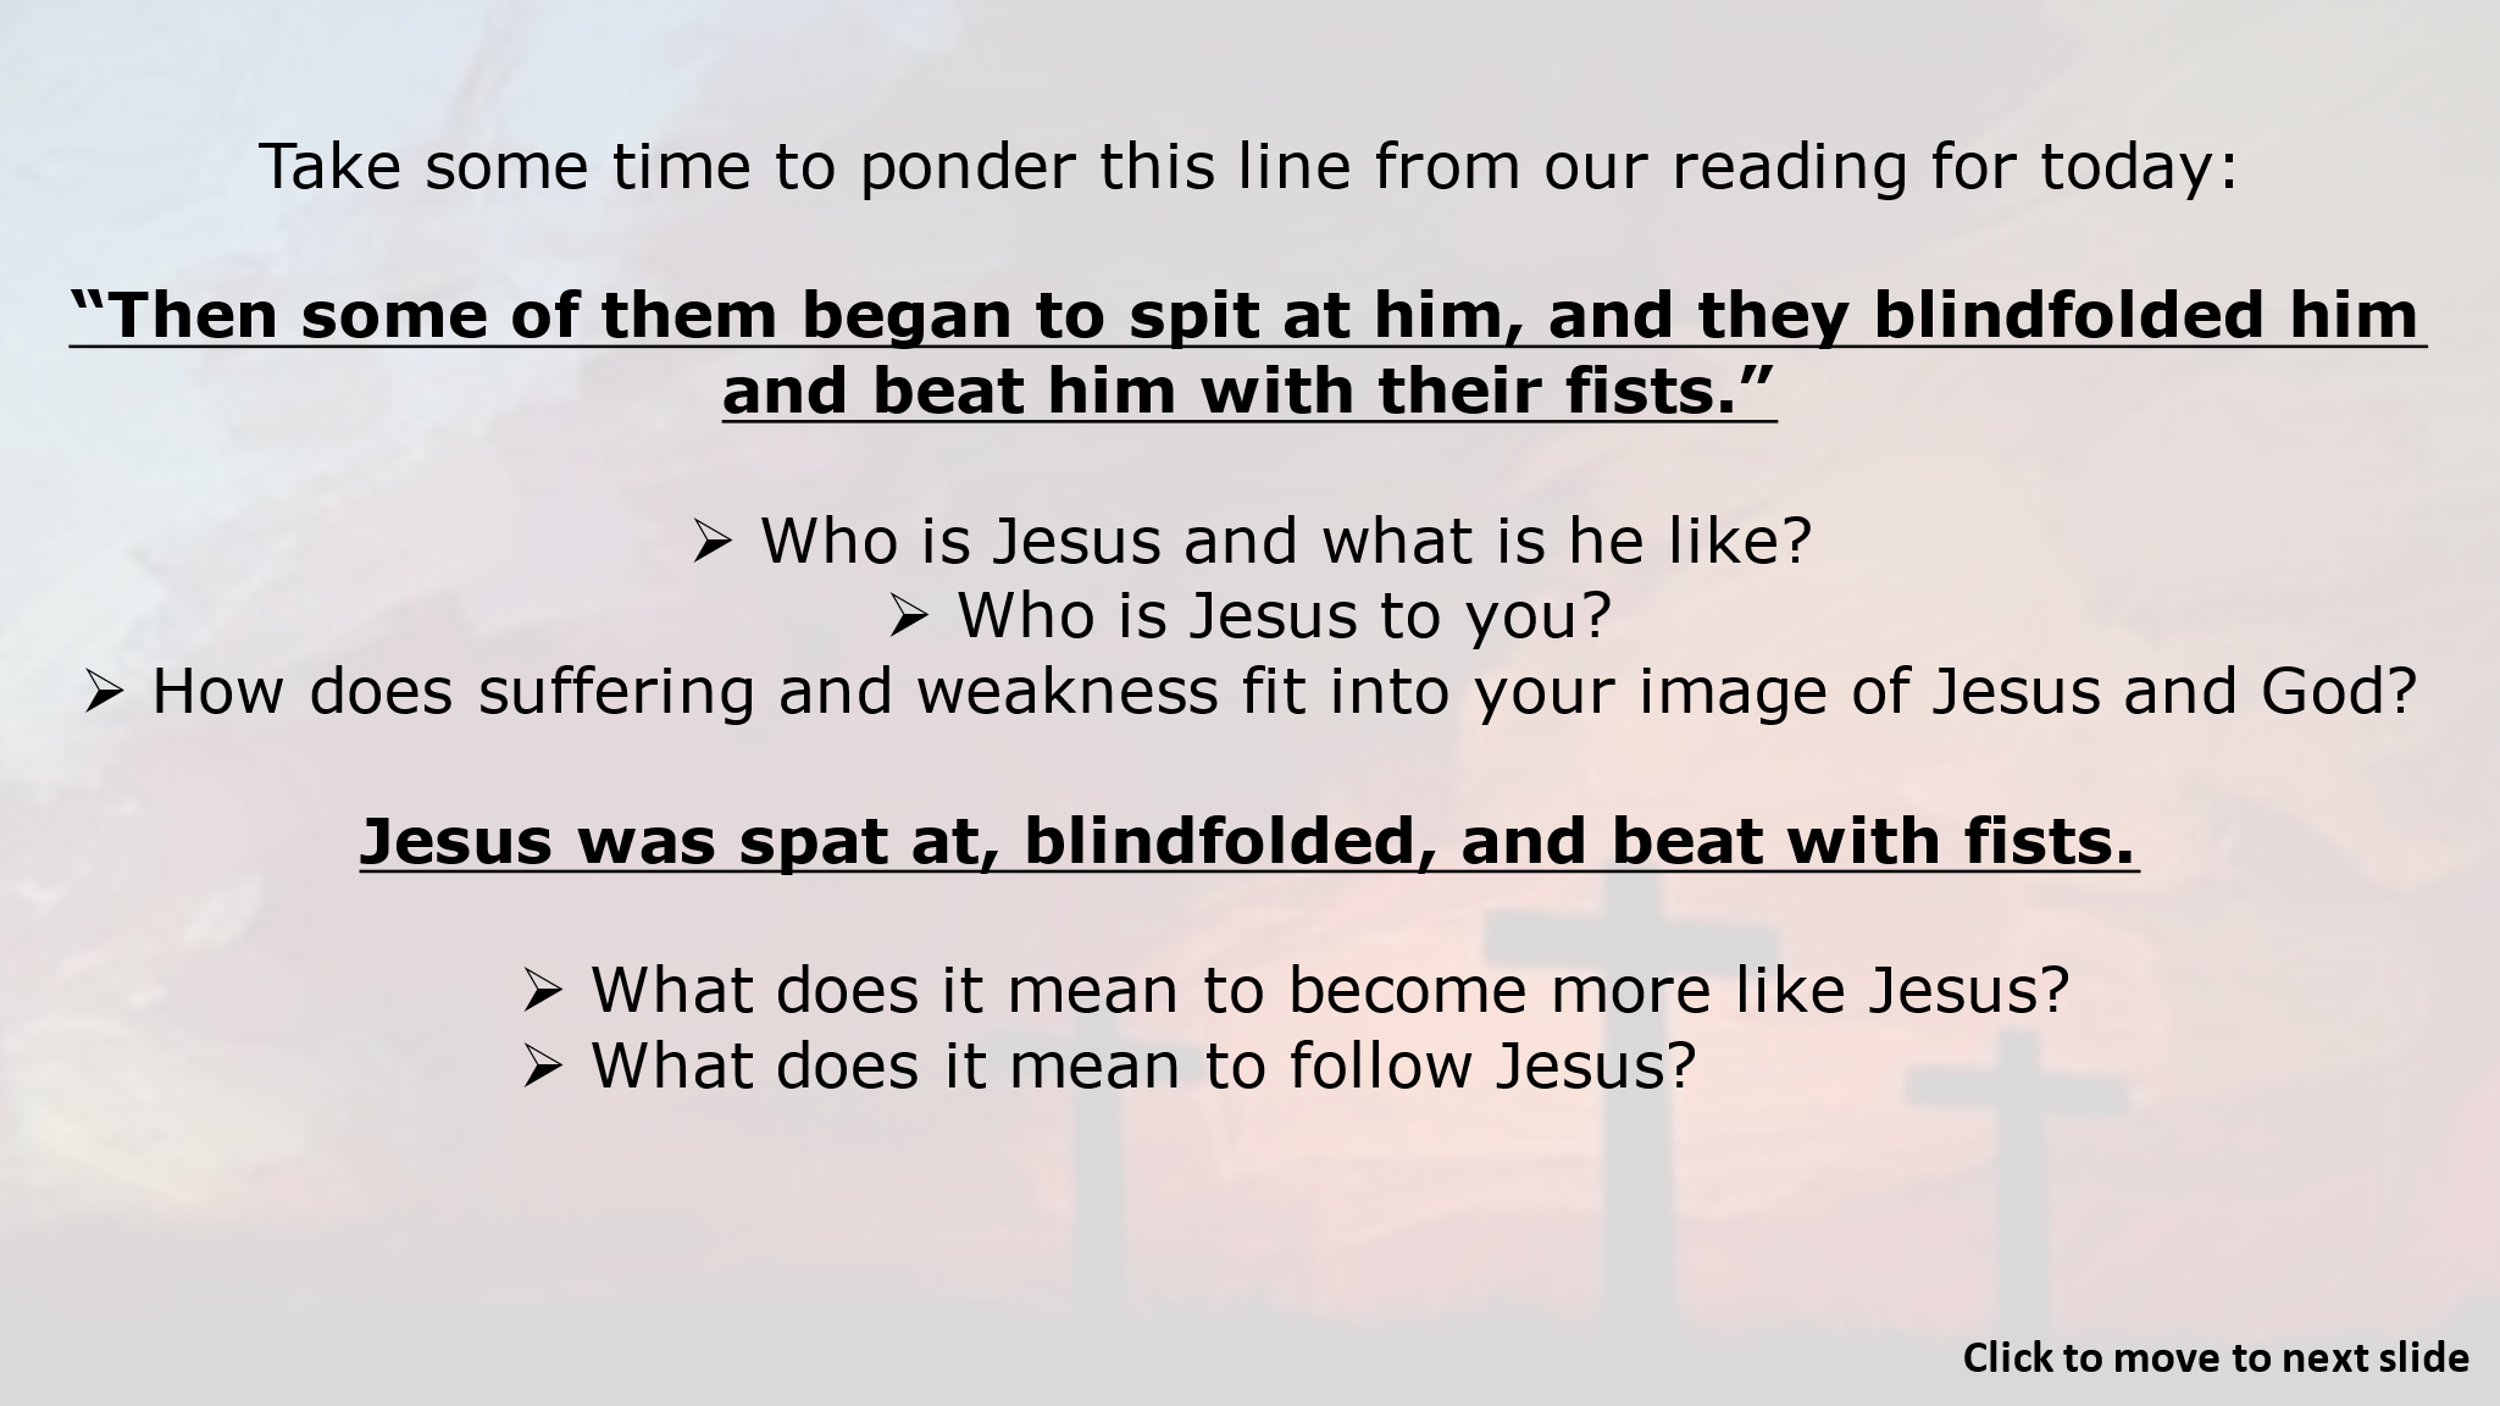 Take some time to ponder this line from our reading for today:
“Then some of them began to spit at him, and they blindfolded him
and beat him with their fists.”
➢ Who is Jesus and what is he like?
➢ Who is Jesus to you?
➢ How does suffering and weakness fit into your image of Jesus and God?
Jesus was spat at, blindfolded, and beat with fists.
➢ What does it mean to become more like Jesus?
➢ What does it mean to follow Jesus?
Click to move to next slide